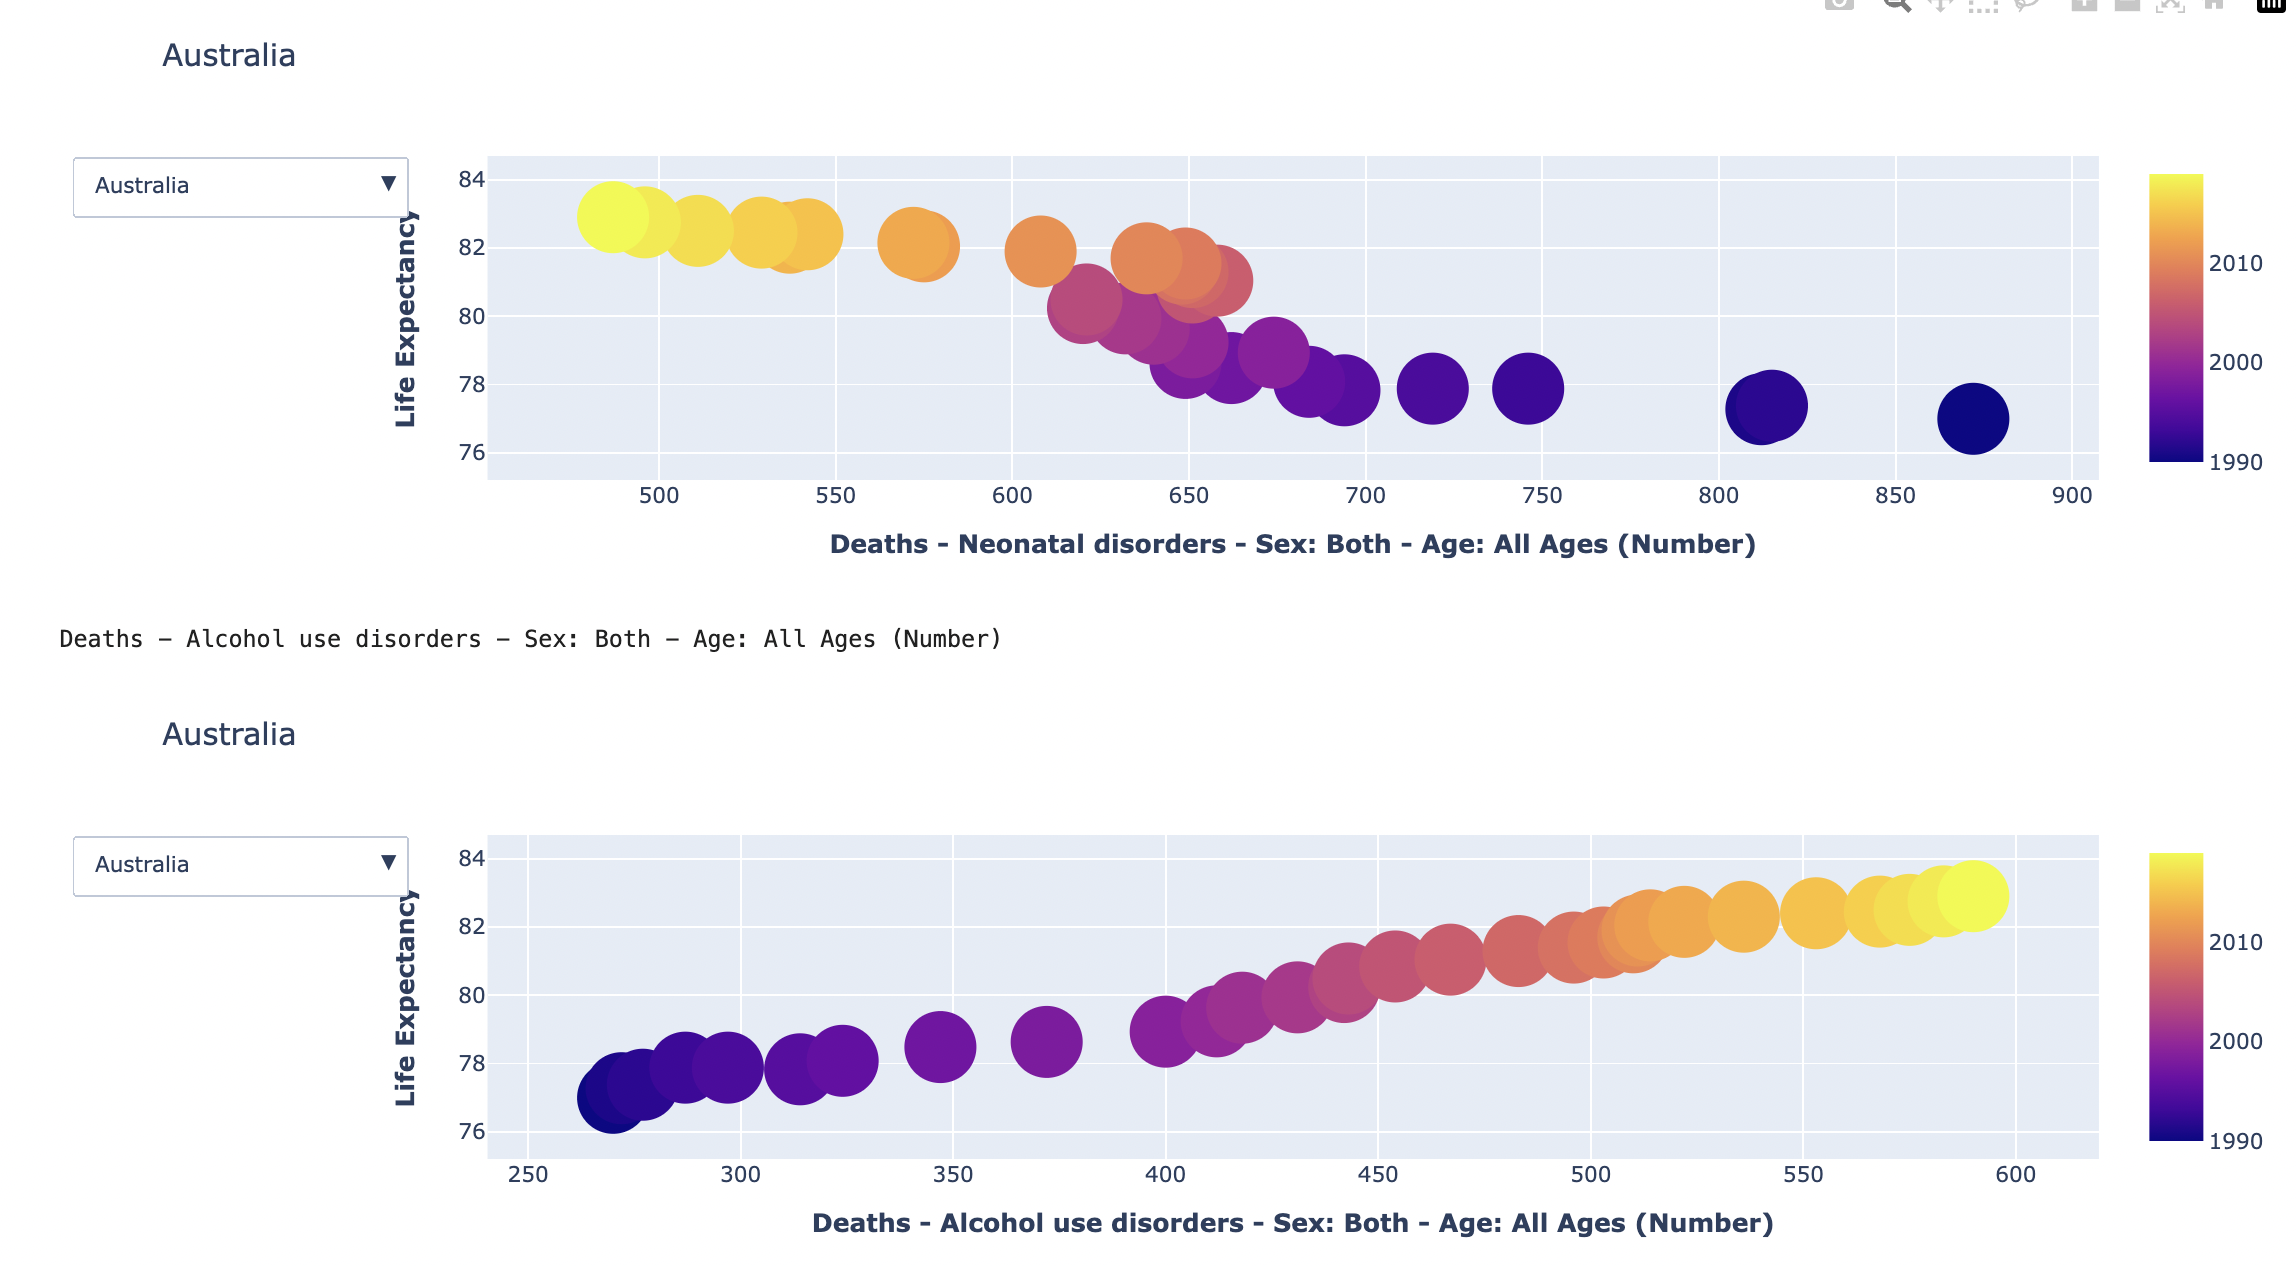 Australia
Australia ▼
Life Expectancy
84
82
80
78
76
500 550 600 650 700 750 800 850 900
Deaths - Neonatal disorders - Sex: Both - Age: All Ages (Number)
2010
2000
1990
Deaths - Alcohol use disorders - Sex: Both - Age: All Ages (Number)
Australia
Australia ▼
Life Expectancy
84
82
80
78
76
250 300 350 400 450 500 550 600
Deaths - Alcohol use disorders - Sex: Both - Age: All Ages (Number)
2010
2000
1990